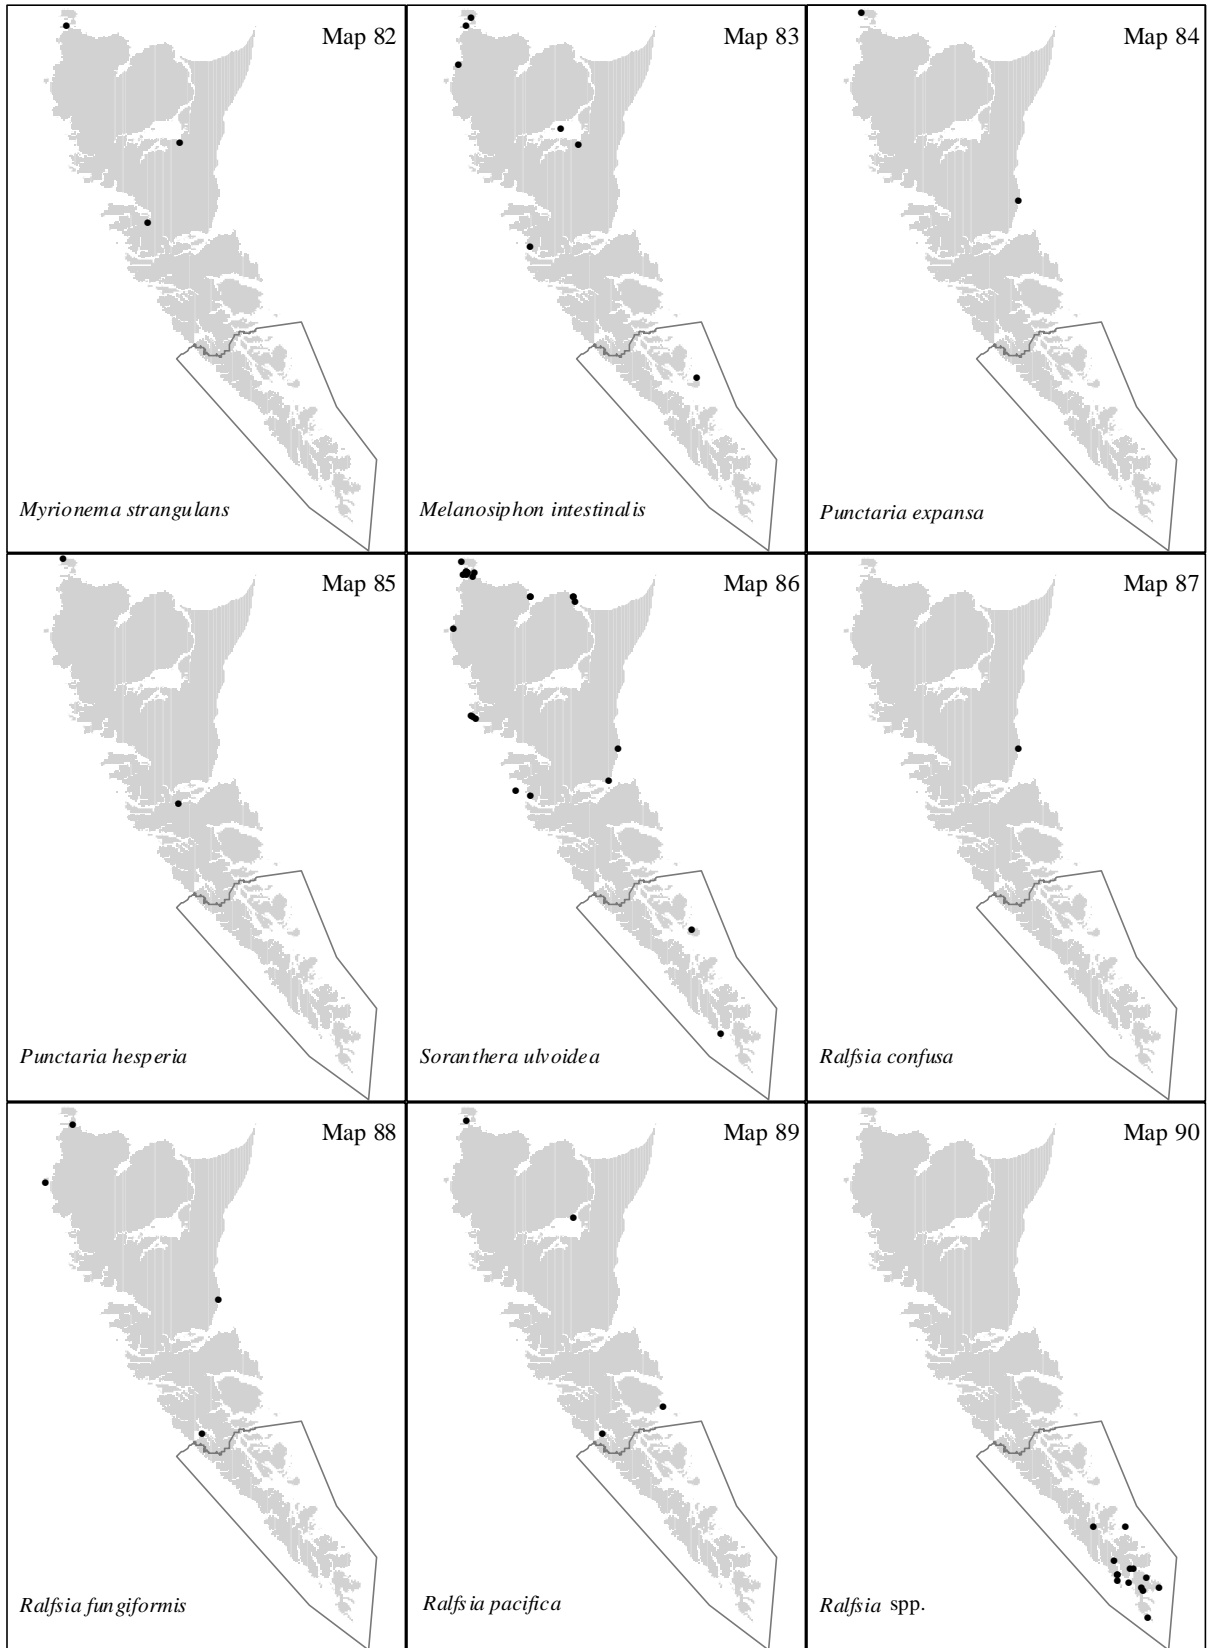 Map 82
Myrionema strangulans
Map 83
Melanosiphon intestinalis
Map 84
Punctaria expansa
Map 85
Punctaria hesperia
Map 86
Soranthera ulvoidea
Map 87
Ralfsia confusa
Map 88
Ralfsia fungiformis
Map 89
Ralfsia pacifica
Map 90
Ralfsia spp.